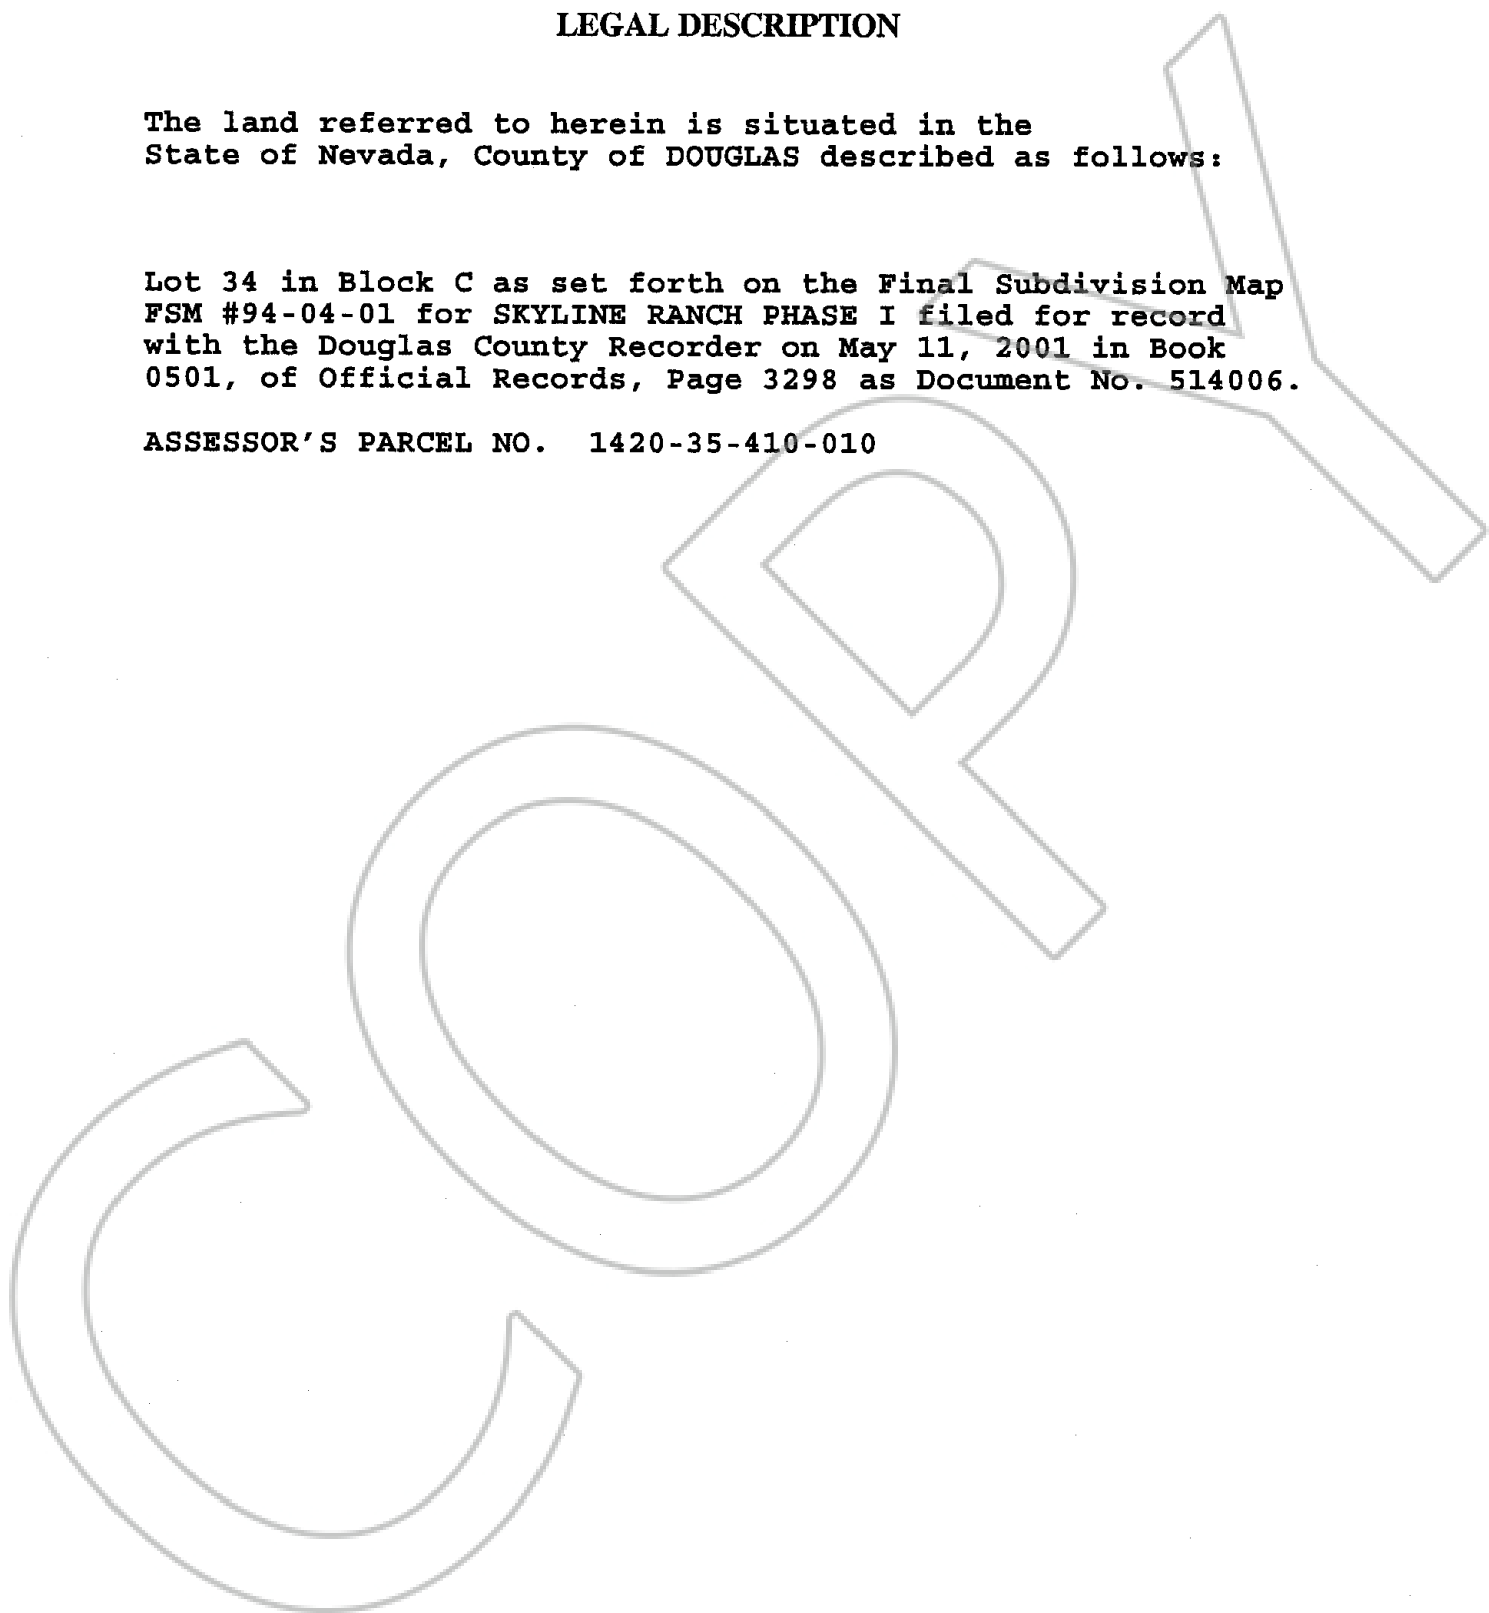 LEGAL DESCRIPTION
The land referred to herein is situated in the
State of Nevada, County of DOUGLAS described as follows:
Lot 34 in Block C as set forth on the Final Subdivision Map
FSM #94-04-01 for SKYLINE RANCH PHASE I filed for record
with the Douglas County Recorder on May 11, 2001 in Book
0501, of Official Records, Page 3298 as Document No. 514006.
ASSESSOR'S PARCEL NO. 1420-35-410-010
COPY